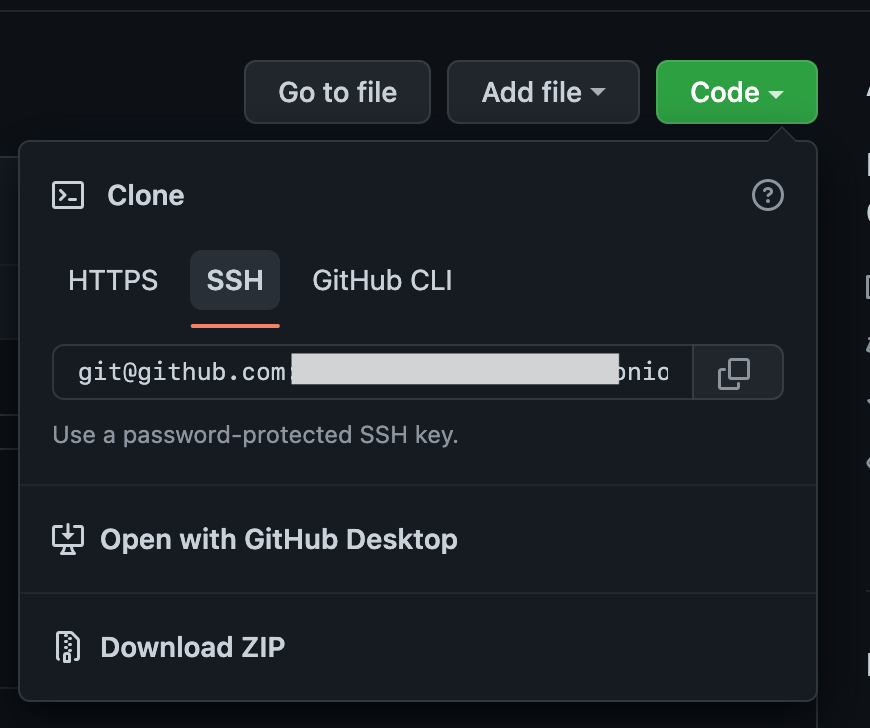 Go to file Add file Code
Clone
HTTPS SSH GitHub CLI
git@github.com: onio
Use a password-protected SSH key.
Open with GitHub Desktop
Download ZIP